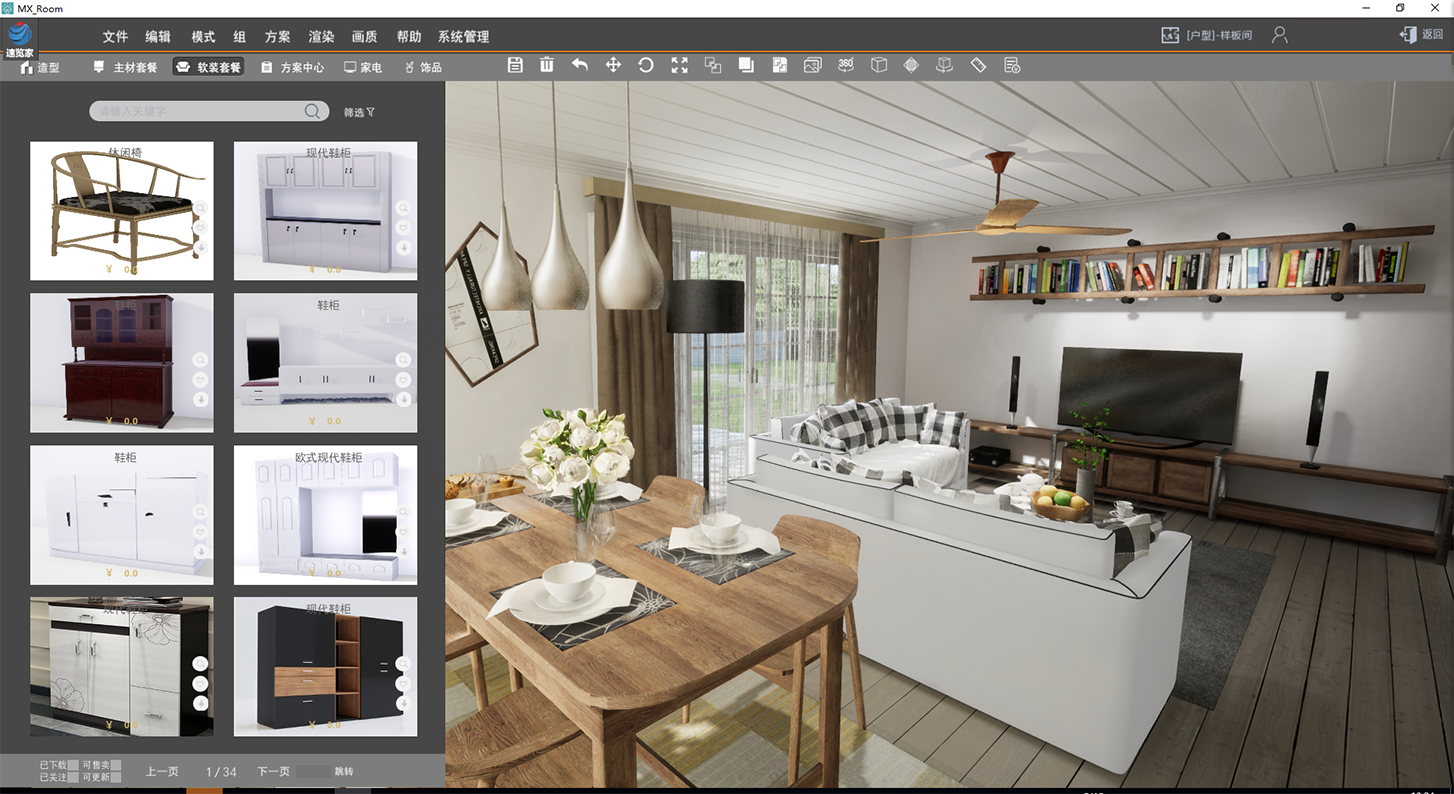 MX_Room
速览家
文件 编辑 模式 组 方案 渲染 画质 帮助 系统管理
[户型]-样板间
返回
造型 主材套餐 软装套餐 方案中心 家电 饰品
360
请输入关键字
筛选
休闲椅
¥ 0.0
现代鞋柜
¥ 0.0
鞋柜
¥ 0.0
鞋柜
¥ 0.0
鞋柜
¥ 0.0
欧式现代鞋柜
¥ 0.0
现代鞋柜
¥ 0.0
现代鞋柜
¥ 0.0
已下载 可售卖
已关注 可更新
上一页 1/34 下一页 跳转